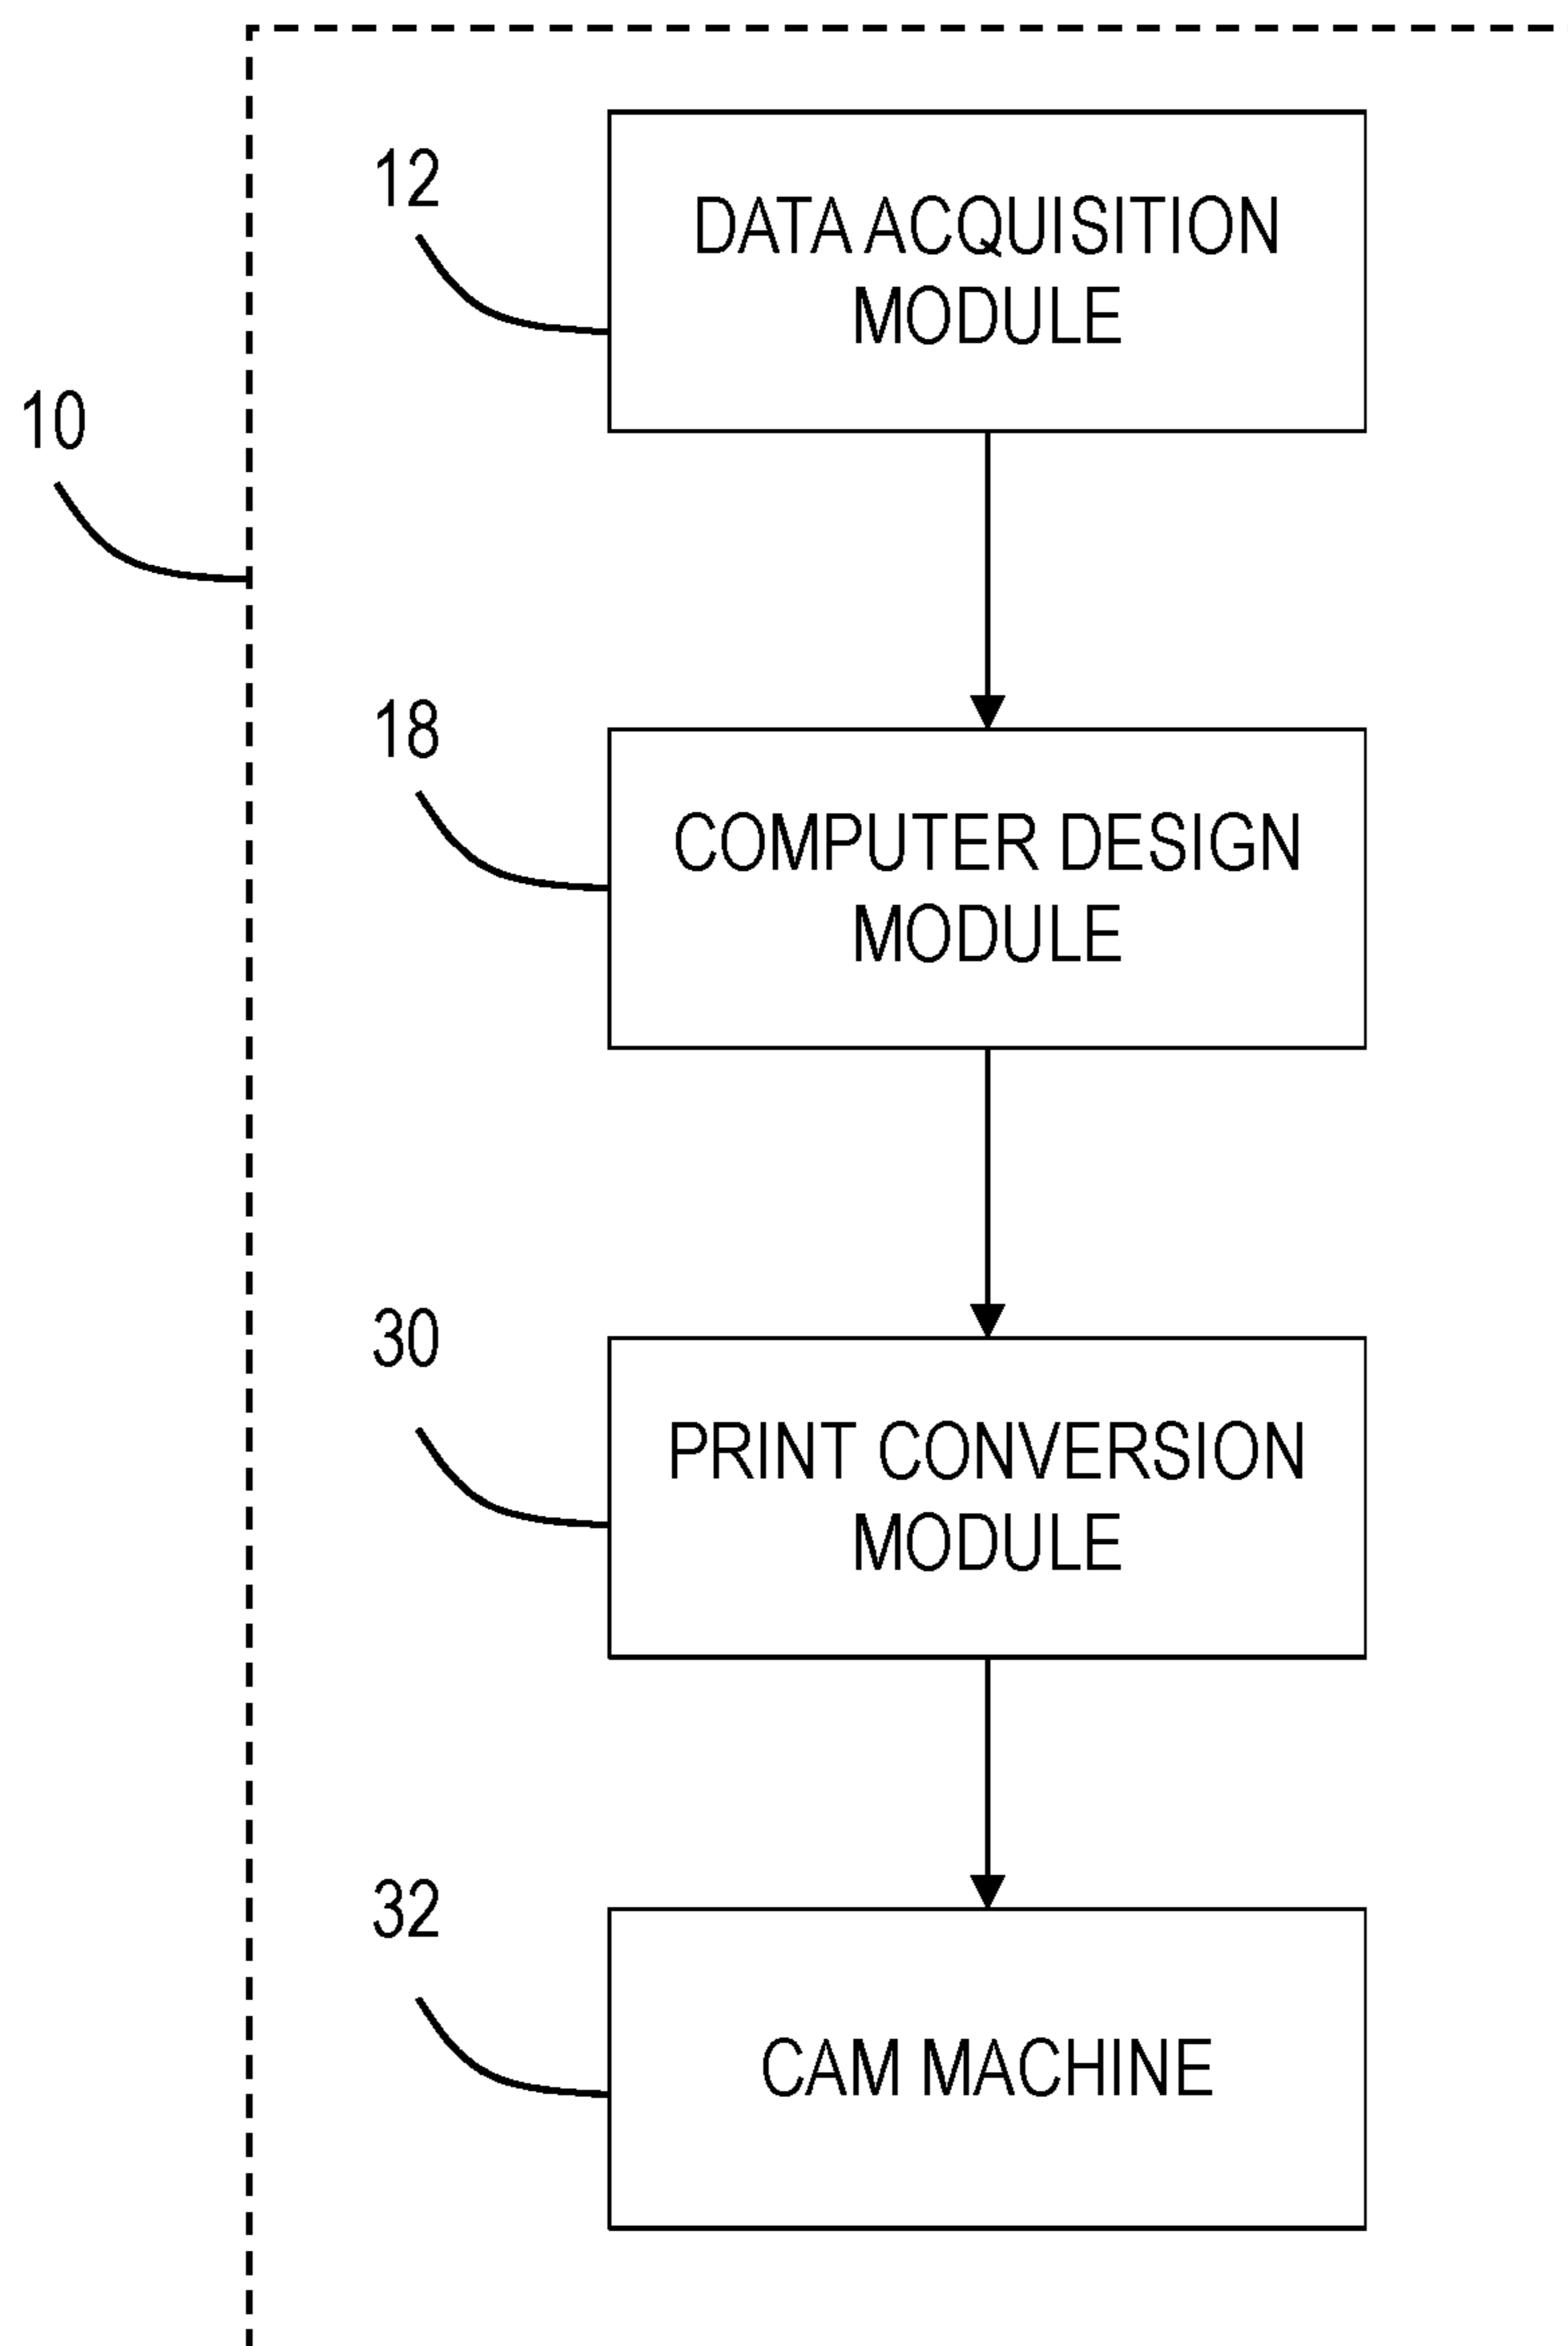 12
DATA ACQUISITION
MODULE
10
18
COMPUTER DESIGN
MODULE
30
PRINT CONVERSION
MODULE
32
CAM MACHINE